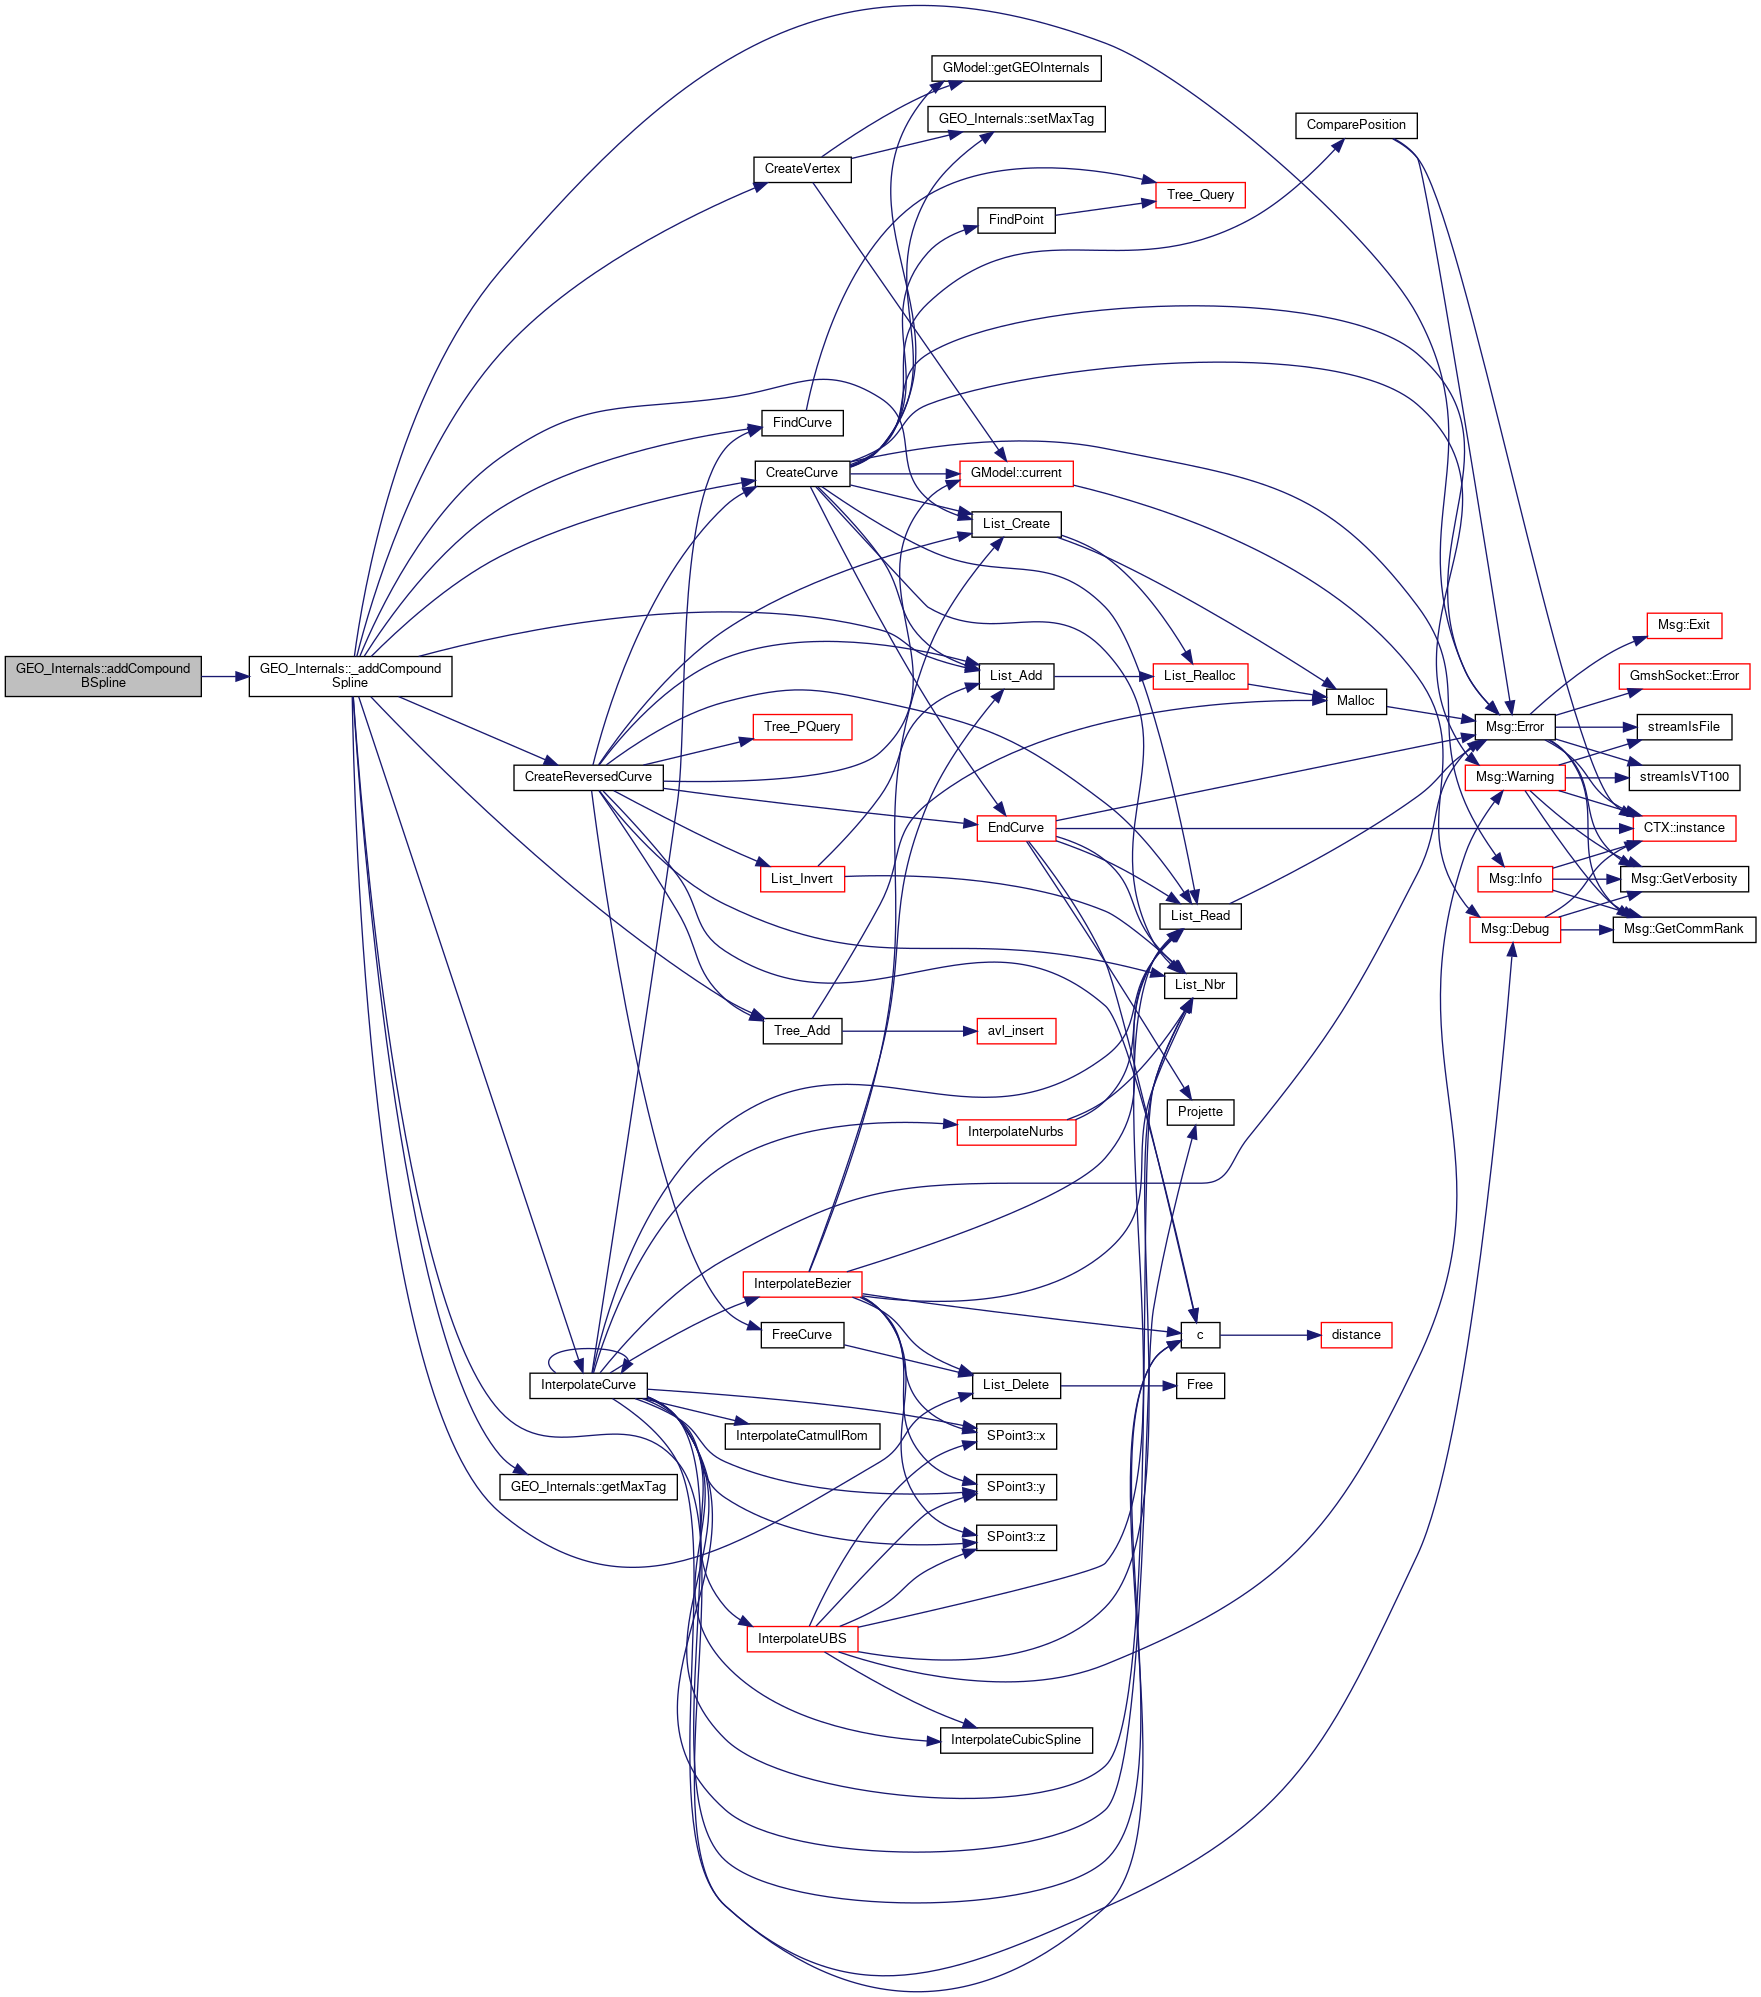 GModel::getGEOInternals
GEO_Internals::setMaxTag
ComparePosition
CreateVertex
Tree_Query
FindPoint
FindCurve
CreateCurve
GModel::current
List_Create
Msg::Exit
GEO_Internals::addCompound
BSpline
GEO_Internals::_addCompound
Spline
List_Add
List_Realloc
GmshSocket::Error
Malloc
Tree_PQuery
Msg::Error
streamIsFile
CreateReversedCurve
Msg::Warning
streamIsVT100
EndCurve
CTX::instance
List_Invert
Msg::Info
Msg::GetVerbosity
List_Read
Msg::Debug
Msg::GetCommRank
List_Nbr
Tree_Add
avl_insert
Projette
InterpolateNurbs
InterpolateBezier
FreeCurve
c
distance
InterpolateCurve
List_Delete
Free
InterpolateCatmullRom
SPoint3::x
GEO_Internals::getMaxTag
SPoint3::y
SPoint3::z
InterpolateUBS
InterpolateCubicSpline